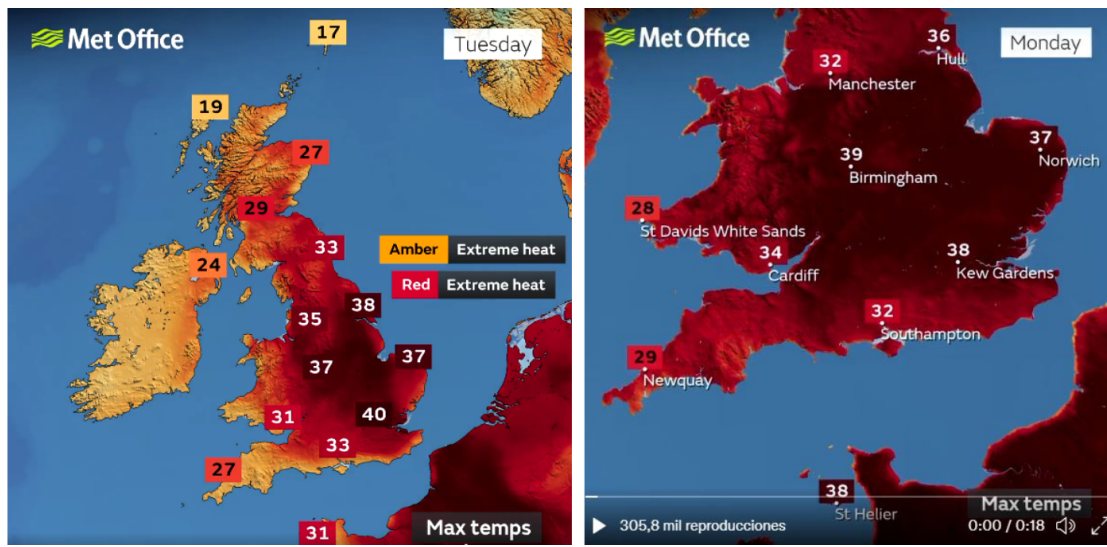 Met Office
Tuesday
17
19
27
29
33
Amber Extreme heat
Red Extreme heat
24
38
35
37
37
40
31
33
27
31
Max temps
Met Office
Monday
36
Hull
32
Manchester
37
Norwich
39
Birmingham
28
St Davids White Sands
34
Cardiff
38
Kew Gardens
32
Southampton
29
Newquay
38
St Helier
Max temps
305,8 mil reproducciones
0:00 / 0:18